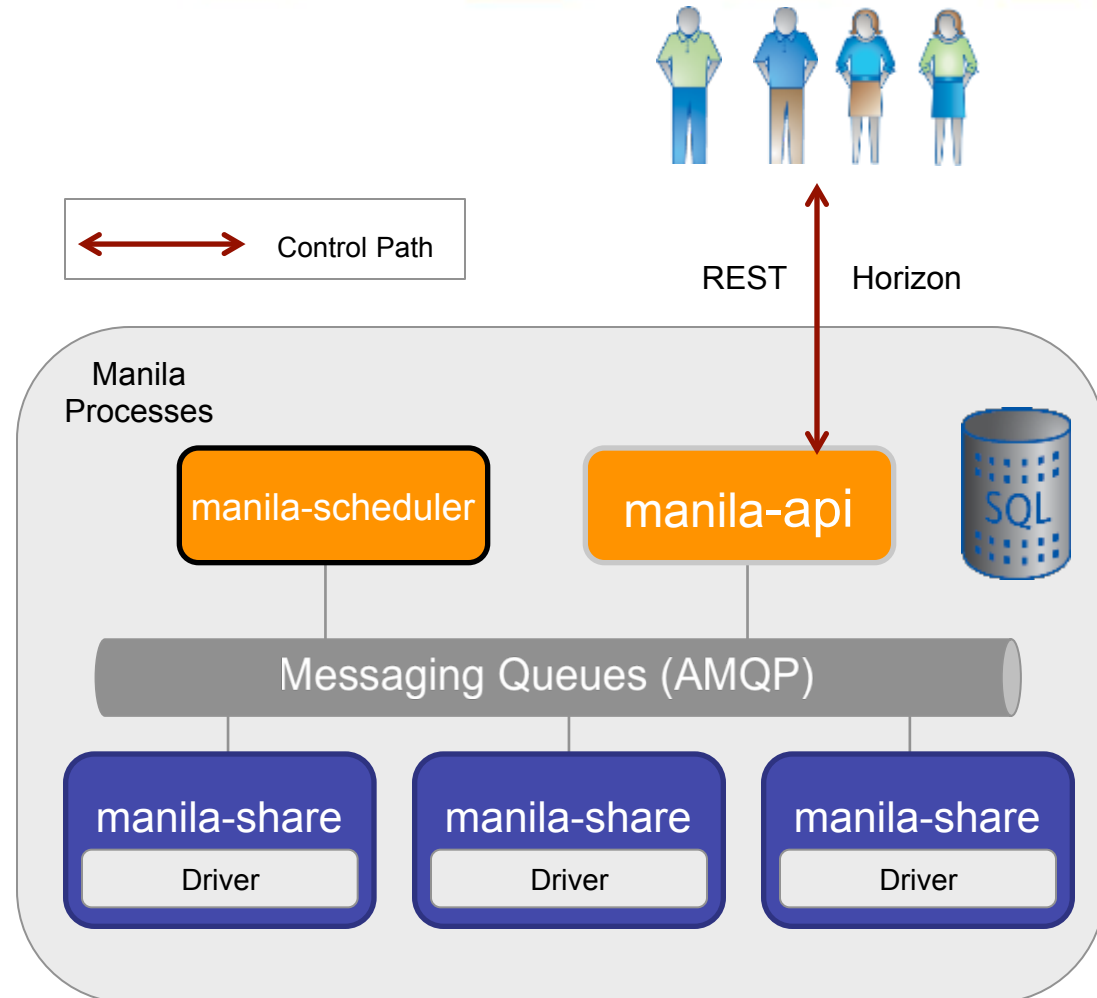 Control Path
REST
Horizon
Manila
Processes
manila-scheduler
manila-api
SQL
Messaging Queues (AMQP)
manila-share
Driver
manila-share
Driver
manila-share
Driver